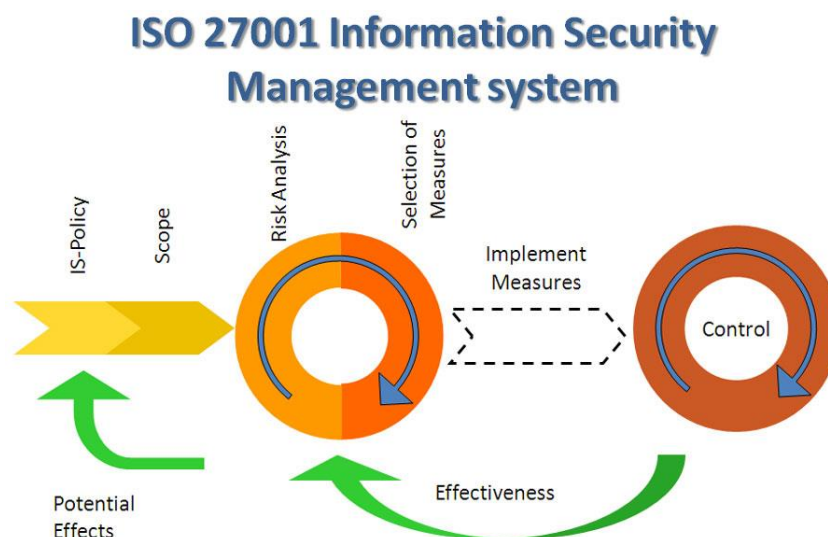 ISO 27001 Information Security
Management system
IS-Policy
Scope
Risk Analysis
Selection of
Measures
Implement
Measures
Control
Potential
Effects
Effectiveness